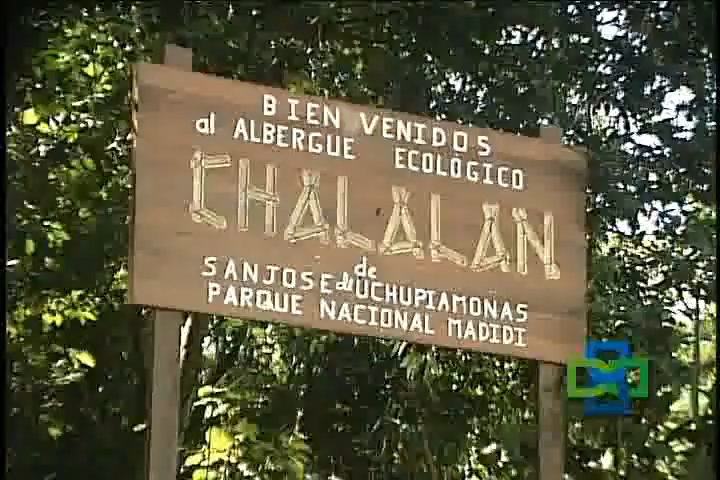 BIEN VENIDOS
al ALBERGUE ECOLÓGICO
CHALALAN
de
SANJOSE de UCHUPIAMONAS
PARQUE NACIONAL MADIDI